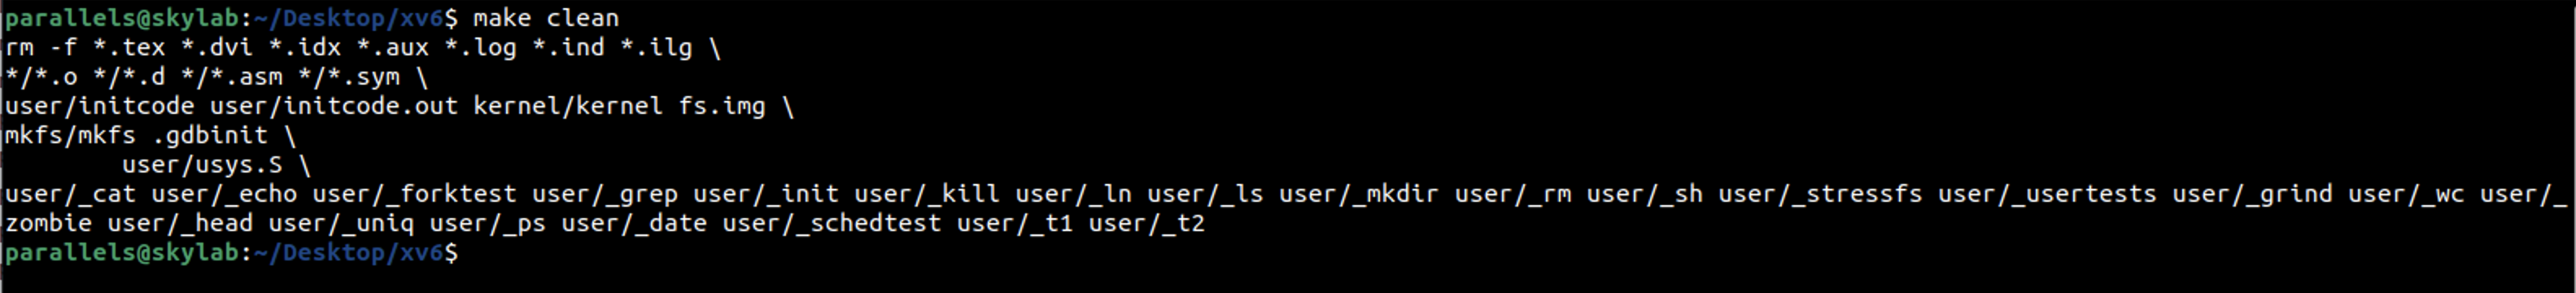 parallels@skylab:~/Desktop/xv6$ make clean
rm -f *.tex *.dvi *.idx *.aux *.log *.ind *.ilg \
*/*.o */*.d */*.asm */*.sym \
user/initcode user/initcode.out kernel/kernel fs.img \
mkfs/mkfs .gdbinit \
        user/usys.S \
user/_cat user/_echo user/_forktest user/_grep user/_init user/_kill user/_ln user/_ls user/_mkdir user/_rm user/_sh user/_stressfs user/_usertests user/_grind user/_wc user/_
zombie user/_head user/_uniq user/_ps user/_date user/_schedtest user/_t1 user/_t2
parallels@skylab:~/Desktop/xv6$